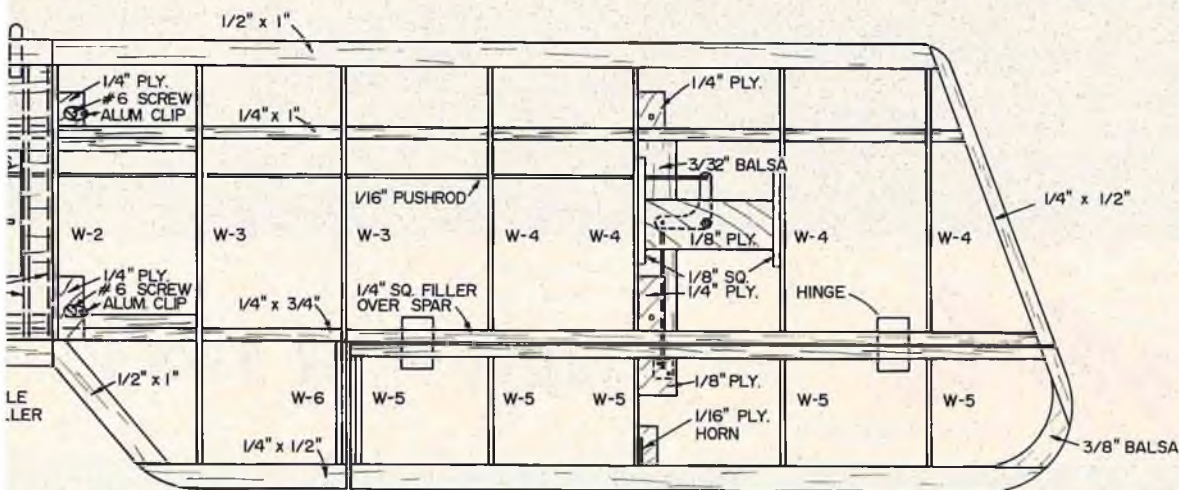 1/2" x 1"
1/4" PLY.
#6 SCREW
ALUM. CLIP
1/4" x 1"
1/4" PLY.
3/32" BALSA
1/16" PUSHROD
1/4" x 1/2"
W-2
W-3
W-3
W-4
W-4
1/8" PLY.
W-4
W-4
1/4" PLY.
#6 SCREW
ALUM. CLIP
1/4" x 3/4"
1/4" SQ. FILLER
OVER SPAR
1/8" SQ.
1/4" PLY.
HINGE
1/2" x 1"
LE
LLER
W-6
W-5
W-5
W-5
1/8" PLY.
W-5
W-5
1/16" PLY.
HORN
1/4" x 1/2"
3/8" BALSA